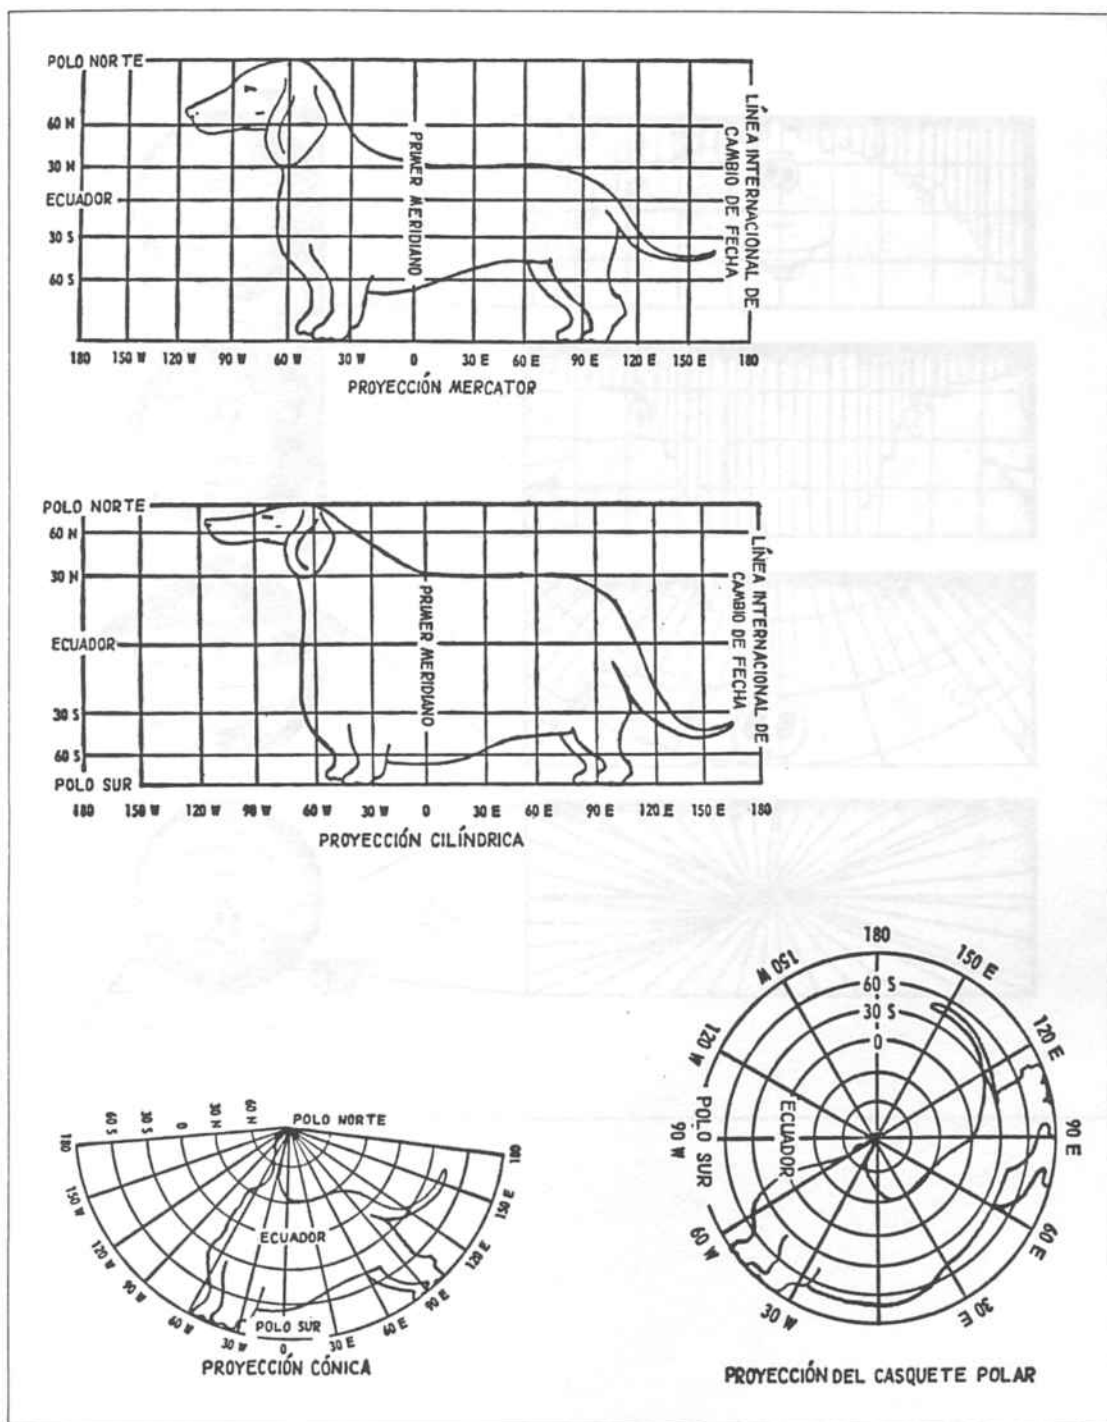 POLO NORTE
60 N
30 N
ECUADOR
30 S
60 S
PRIMER MERIDIANO
LÍNEA INTERNACIONAL DE
CAMBIO DE FECHA
180 150 W 120 W 90 W 60 W 30 W 0 30 E 60 E 90 E 120 E 150 E 180
PROYECCIÓN MERCATOR
POLO NORTE
60 N
30 N
ECUADOR
30 S
60 S
POLO SUR
PRIMER MERIDIANO
LÍNEA INTERNACIONAL DE
CAMBIO DE FECHA
180 150 W 120 W 90 W 60 W 30 W 0 30 E 60 E 90 E 120 E 150 E 180
PROYECCIÓN CILÍNDRICA
180 60 S 30 S 0 30 N 60 N POLO NORTE 180
150 W 120 W 90 W 60 W 30 W 0 30 E 60 E 90 E 120 E 150 E
ECUADOR
POLO SUR
PROYECCIÓN CÓNICA
180 150 E 120 E 90 E 60 E 30 E 30 W 60 W 90 W 120 W 150 W
60 S
30 S
0
ECUADOR
POLO SUR
PROYECCIÓN DEL CASQUETE POLAR